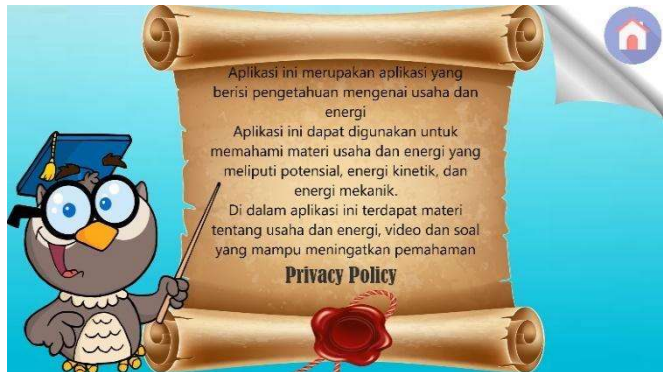 Aplikasi ini merupakan aplikasi yang
berisi pengetahuan mengenai usaha dan
energi
Aplikasi ini dapat digunakan untuk
memahami materi usaha dan energi yang
meliputi potensial, energi kinetik, dan
energi mekanik.
Di dalam aplikasi ini terdapat materi
tentang usaha dan energi, video dan soal
yang mampu meningatkan pemahaman
Privacy Policy